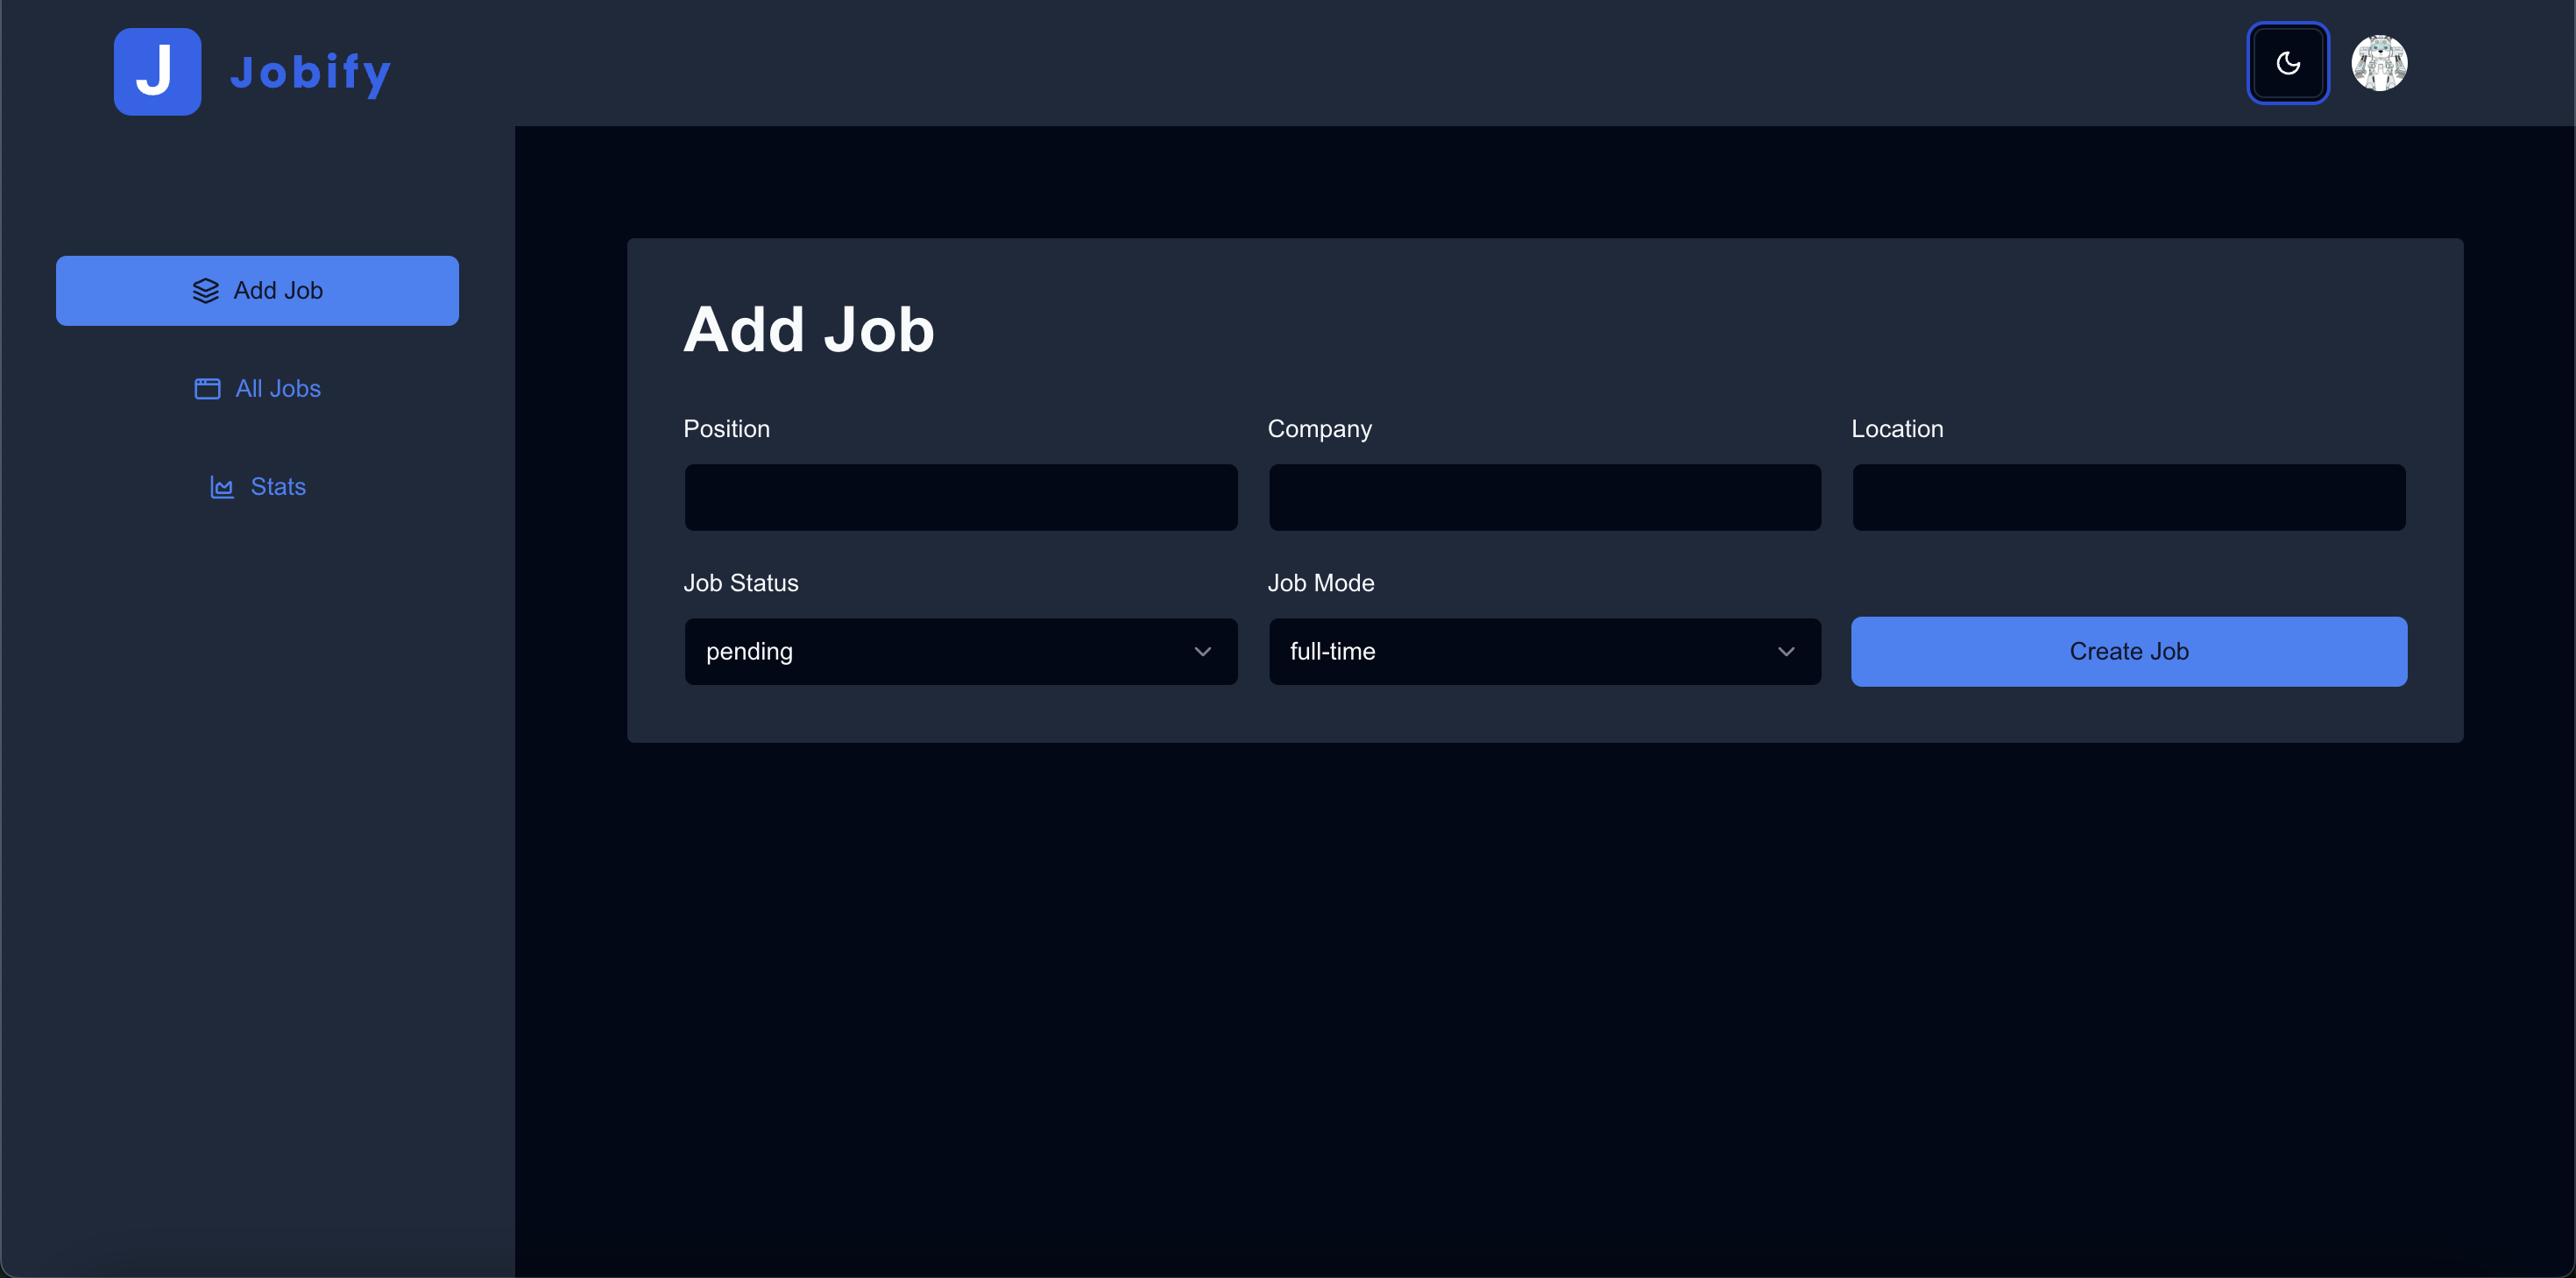 J Jobify
Add Job
All Jobs
Stats
Add Job
Position Company Location
Job Status Job Mode
pending full-time Create Job